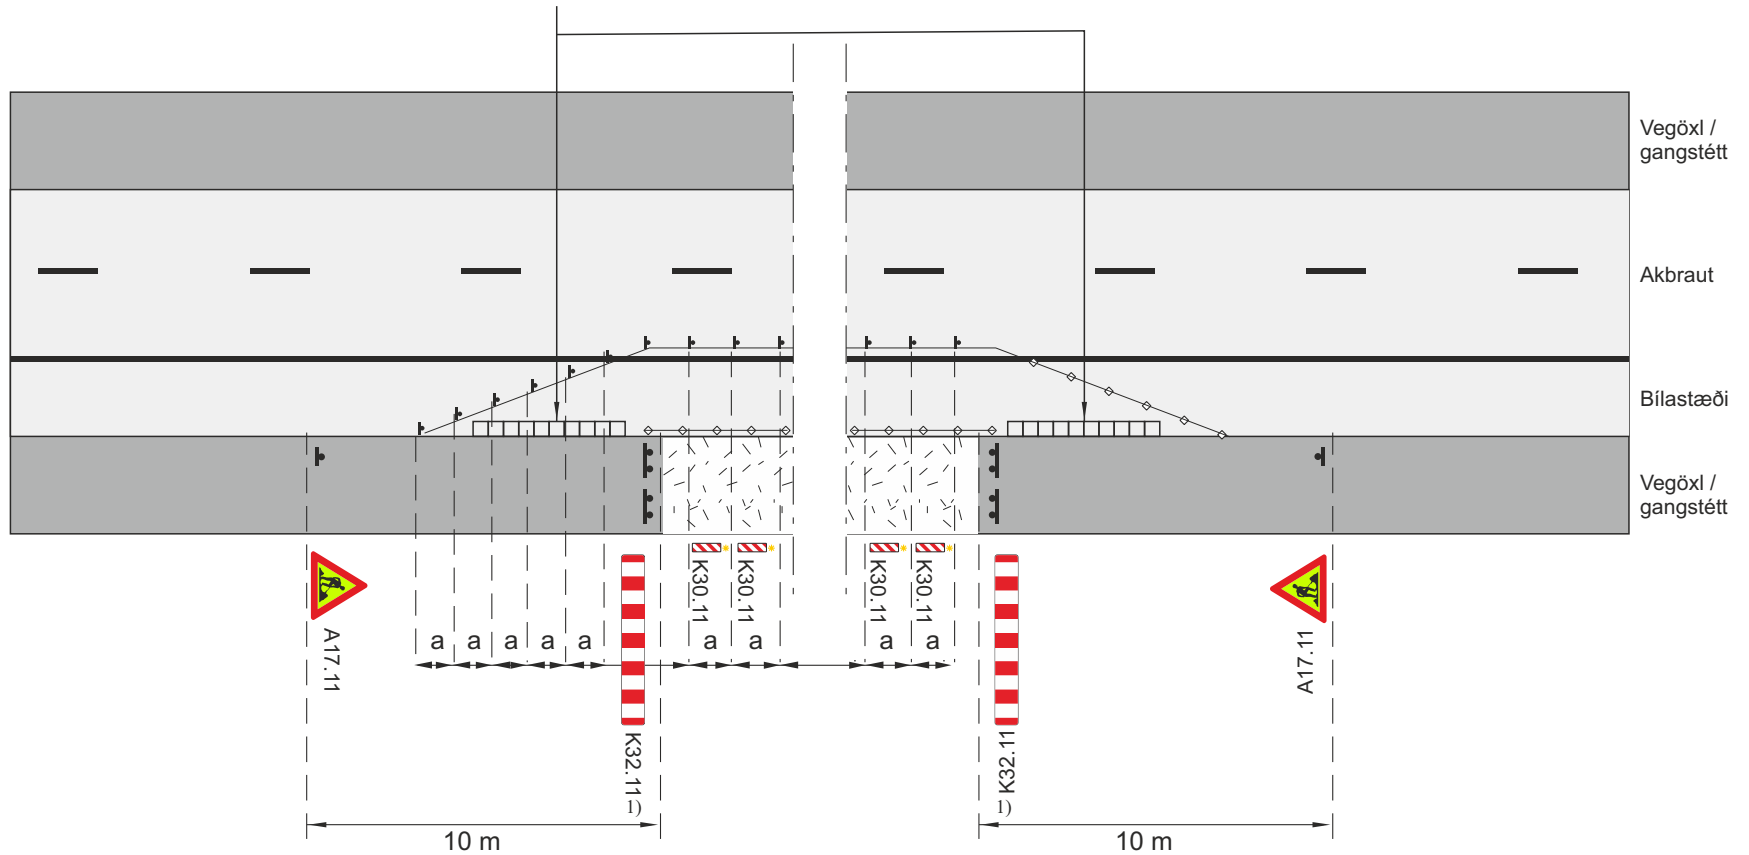 Vegöxl /
gangstétt
Akbraut
Bílastæði
Vegöxl /
gangstétt
K30.11
K30.11
K30.11
K30.11
A17.11
A17.11
a
a
a
a
a
a
a
a
a
K32.11 1)
K32.11 1)
10 m
10 m